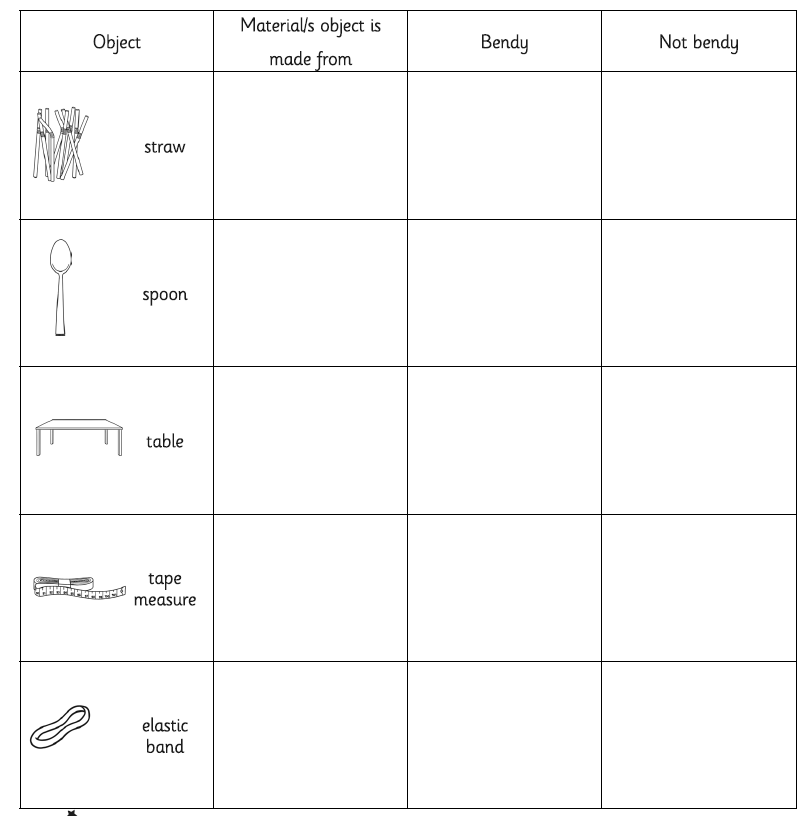 Object
Material/s object is
made from
Bendy
Not bendy
straw
spoon
table
tape
measure
elastic
band